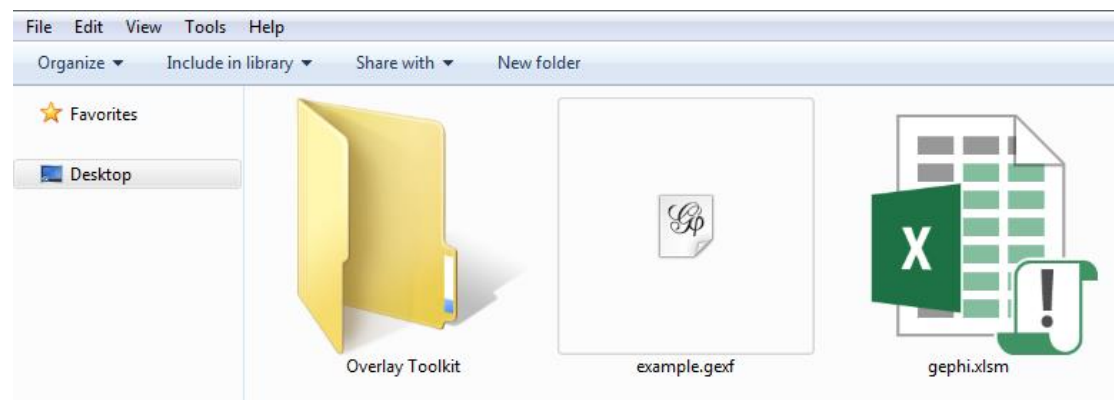 File Edit View Tools Help
Organize Include in library Share with New folder
Favorites
Desktop
Overlay Toolkit example.gexf gephi.xlsm